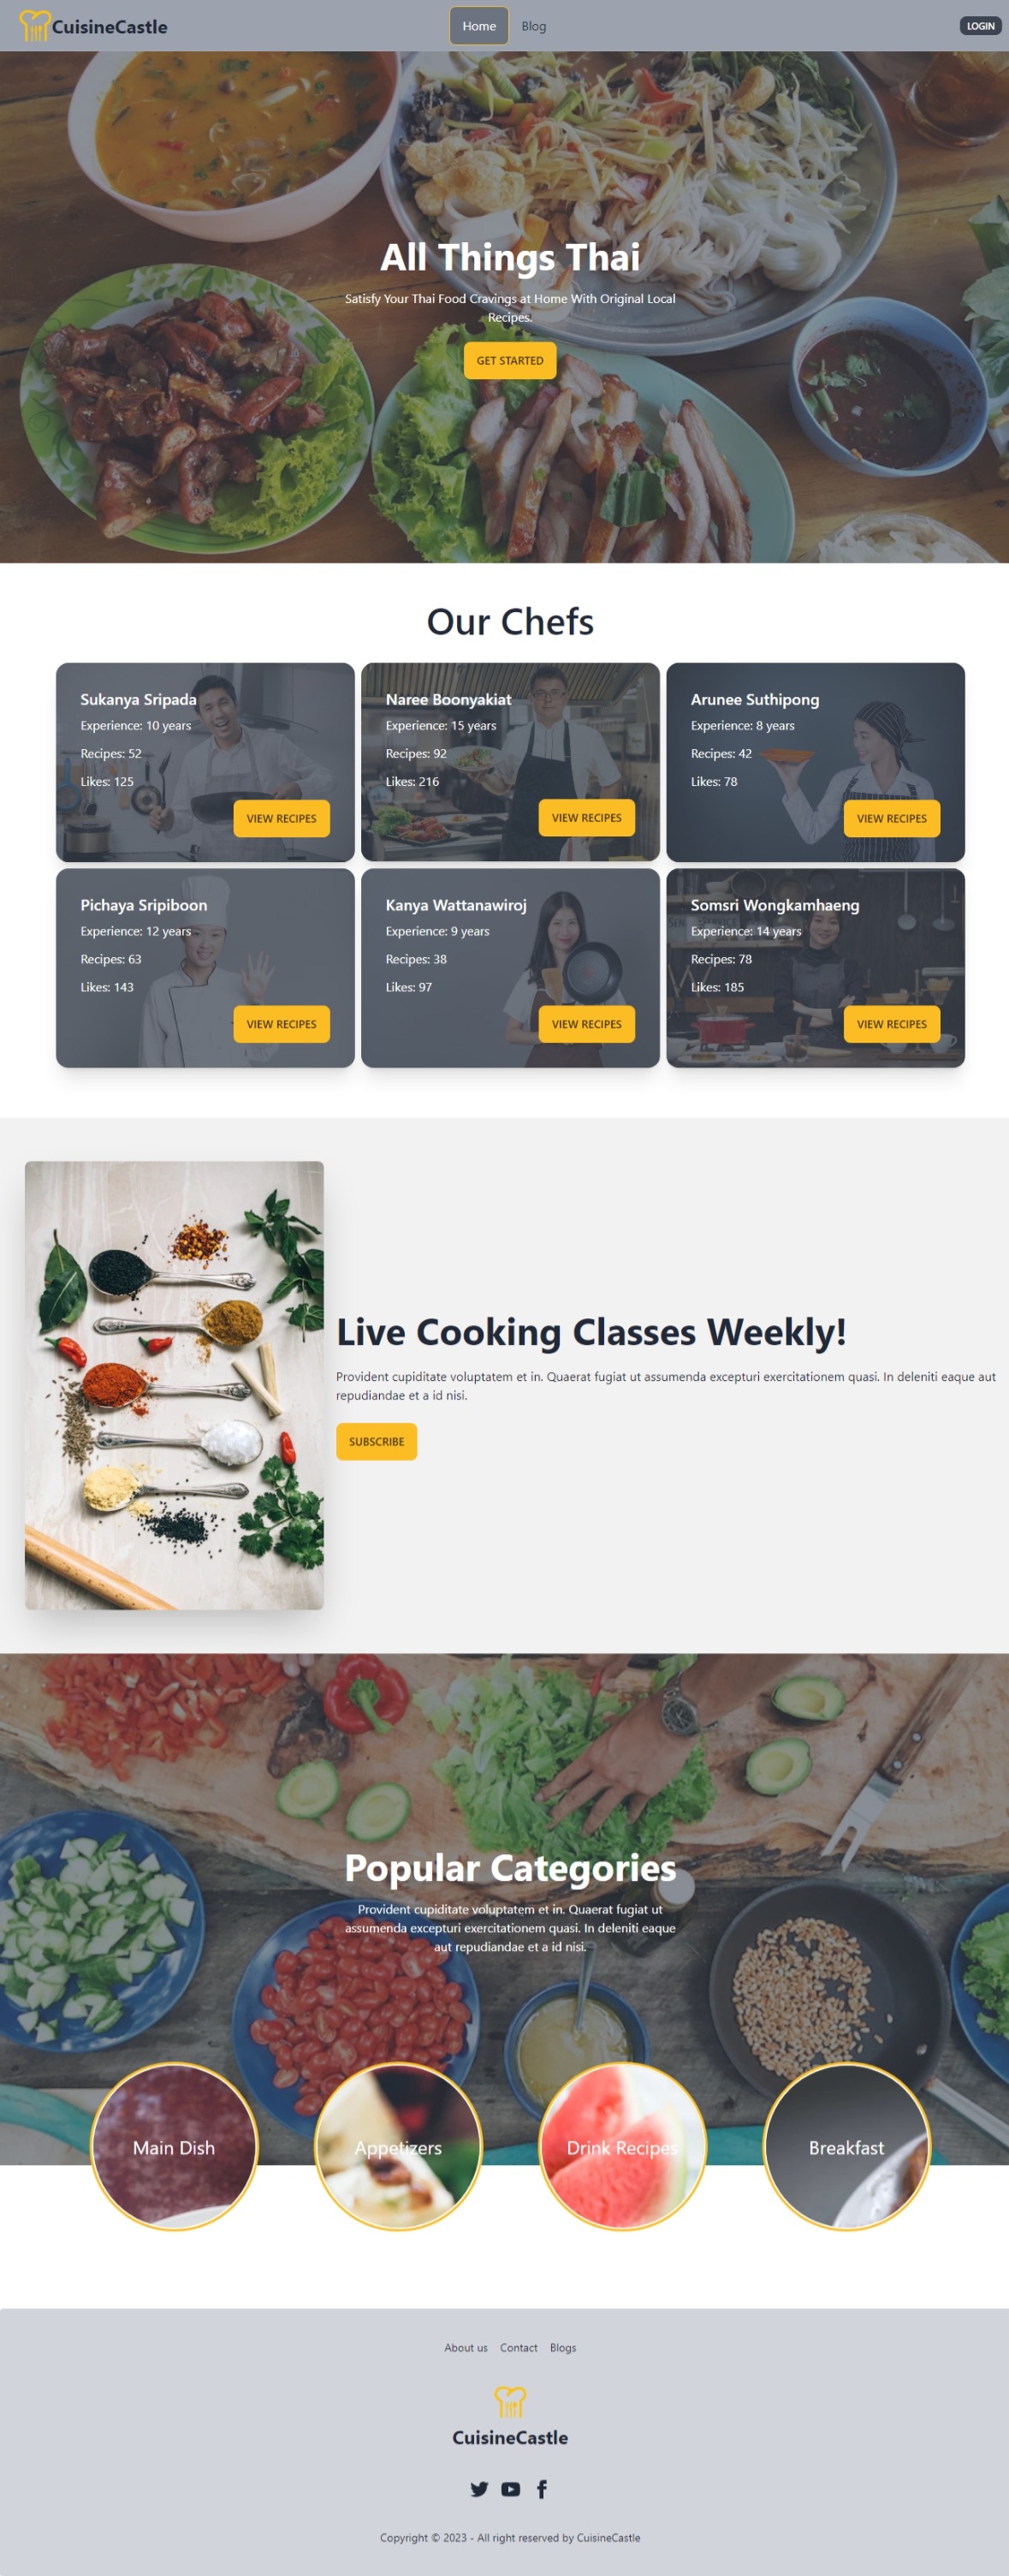 CuisineCastle
Home
Blog
LOGIN
All Things Thai
Satisfy Your Thai Food Cravings at Home With Original Local
Recipes.
GET STARTED
Our Chefs
Sukanya Sripada
Experience: 10 years
Recipes: 52
Likes: 125
VIEW RECIPES
Naree Boonyakiat
Experience: 15 years
Recipes: 92
Likes: 216
VIEW RECIPES
Arunee Suthipong
Experience: 8 years
Recipes: 42
Likes: 78
VIEW RECIPES
Pichaya Sripiboon
Experience: 12 years
Recipes: 63
Likes: 143
VIEW RECIPES
Kanya Wattanawiroj
Experience: 9 years
Recipes: 38
Likes: 97
VIEW RECIPES
Somsri Wongkamhaeng
Experience: 14 years
Recipes: 78
Likes: 185
VIEW RECIPES
Live Cooking Classes Weekly!
Provident cupiditate voluptatem et in. Quaerat fugiat ut assumenda excepturi exercitationem quasi. In deleniti eaque aut
repudiandae et a id nisi.
SUBSCRIBE
Popular Categories
Provident cupiditate voluptatem et in. Quaerat fugiat ut
assumenda excepturi exercitationem quasi. In deleniti eaque
aut repudiandae et a id nisi.
Main Dish
Appetizers
Drink Recipes
Breakfast
About us
Contact
Blogs
CuisineCastle
Copyright © 2023 - All right reserved by CuisineCastle